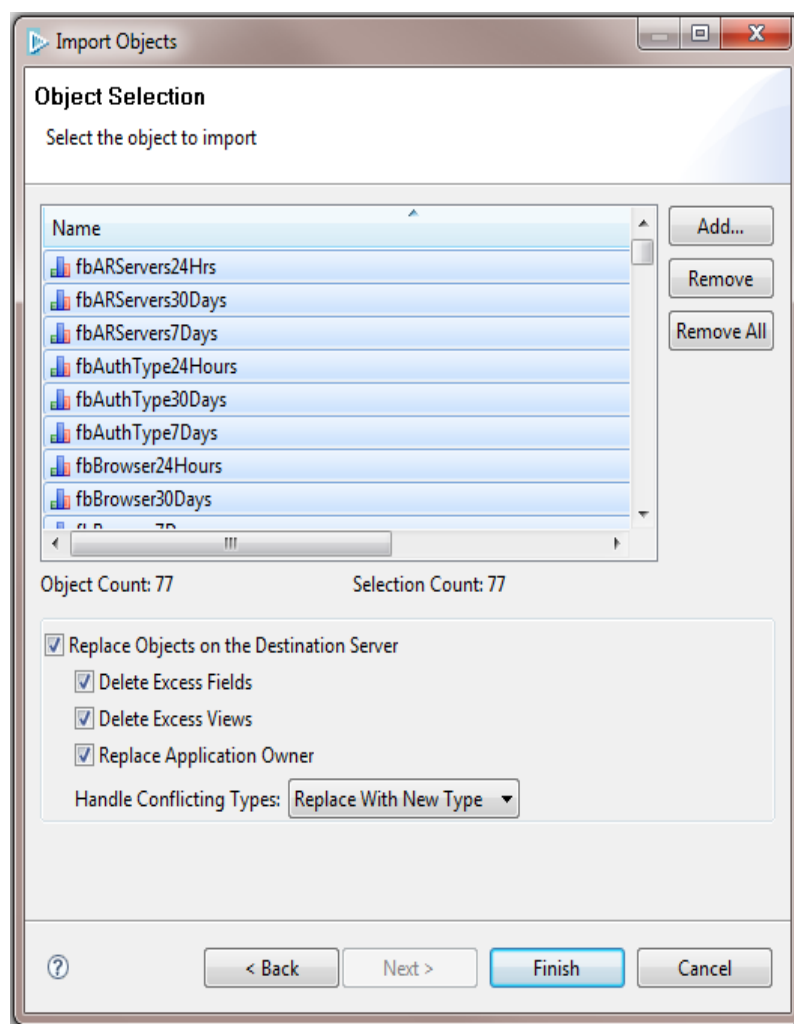 Import Objects
Object Selection
Select the object to import
Name
Add...
fbARServers24Hrs
Remove
fbARServers30Days
fbARServers7Days
Remove All
fbAuthType24Hours
fbAuthType30Days
fbAuthType7Days
fbBrowser24Hours
fbBrowser30Days
Object Count: 77 Selection Count: 77
Replace Objects on the Destination Server
Delete Excess Fields
Delete Excess Views
Replace Application Owner
Handle Conflicting Types: Replace With New Type
< Back Next > Finish Cancel